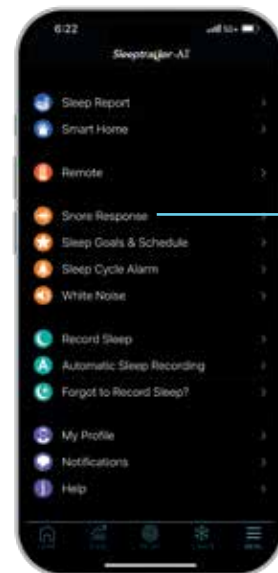 6:22
Sleeptracker-AI
Sleep Report
Smart Home
Remote
Snore Response
Sleep Goals & Schedule
Sleep Cycle Alarm
White Noise
Record Sleep
Automatic Sleep Recording
Forgot to Record Sleep?
My Profile
Notifications
Help